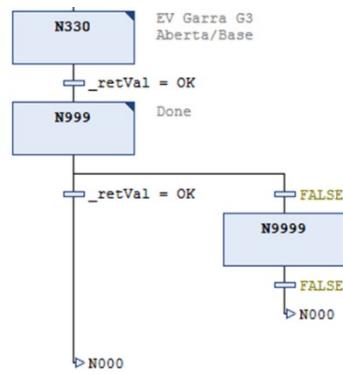 N330
EV Garra G3
Aberta/Base
_retVal = OK
N999
Done
_retVal = OK
FALSE
N9999
FALSE
N000
N000